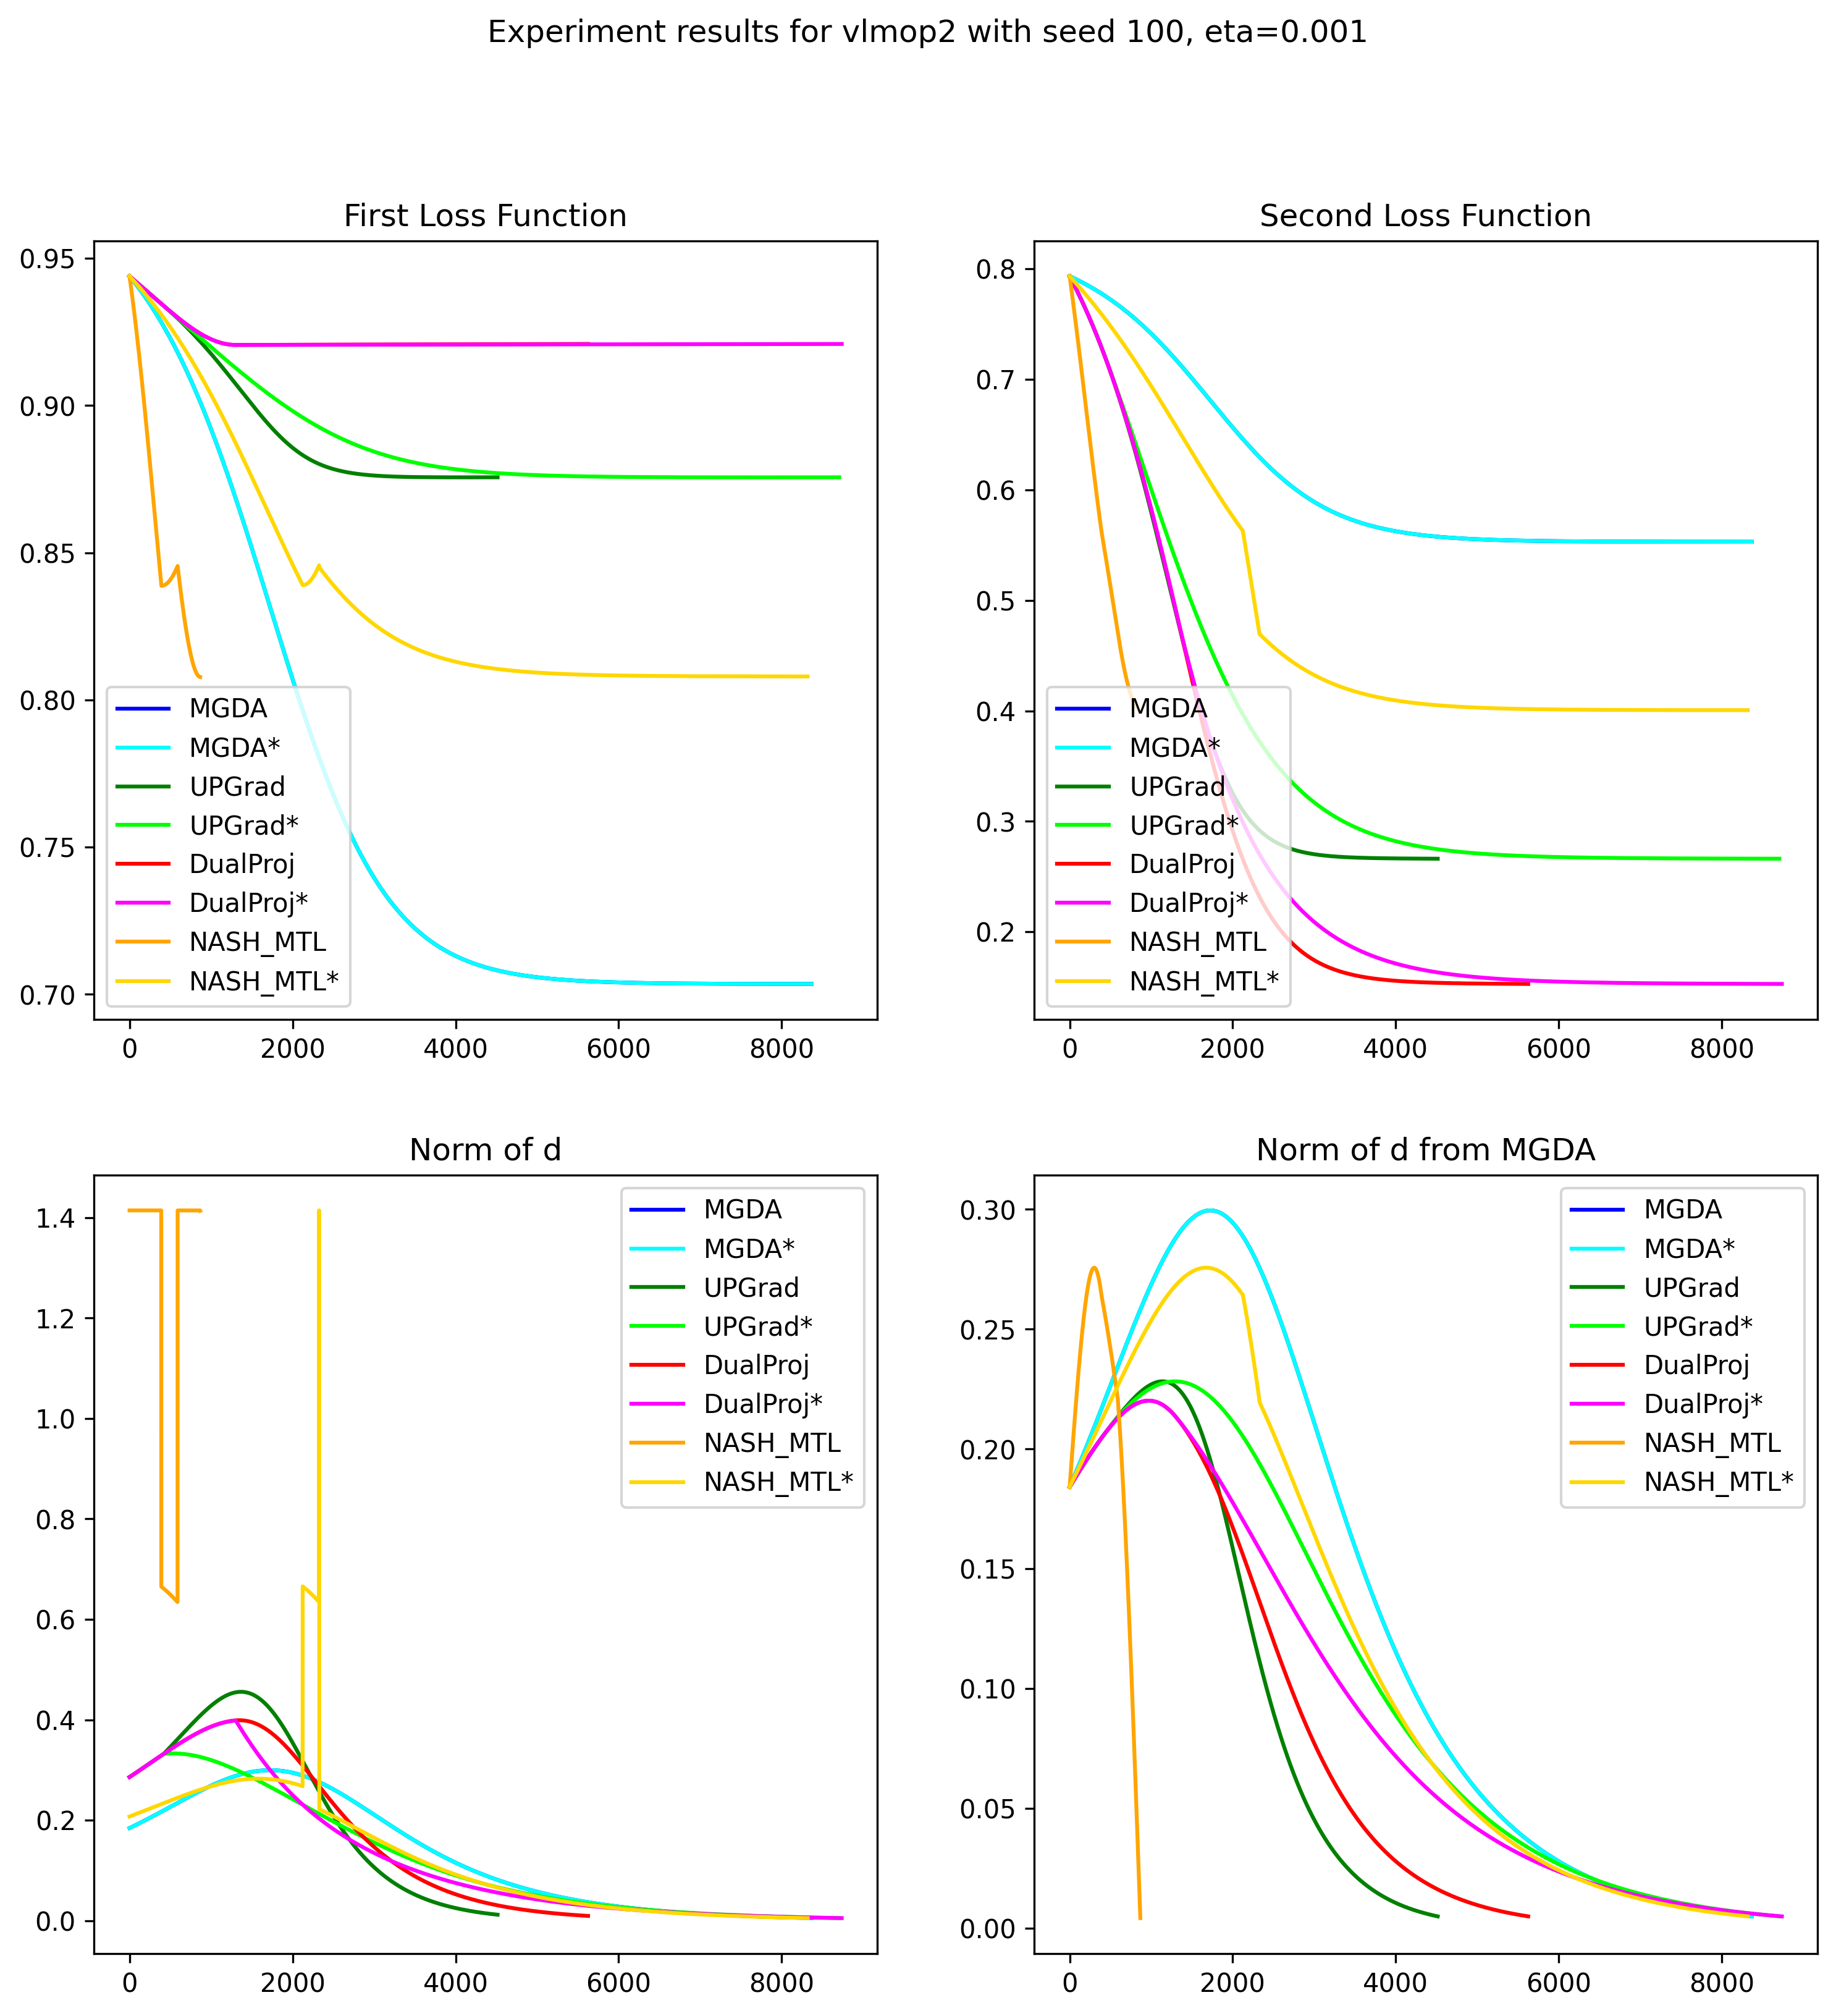 Experiment results for vlmop2 with seed 100, eta=0.001
First Loss Function
0.95
0.90
0.85
0.80
0.75
0.70
0
2000
4000
6000
8000
MGDA
MGDA*
UPGrad
UPGrad*
DualProj
DualProj*
NASH_MTL
NASH_MTL*
Second Loss Function
0.8
0.7
0.6
0.5
0.4
0.3
0.2
0
2000
4000
6000
8000
MGDA
MGDA*
UPGrad
UPGrad*
DualProj
DualProj*
NASH_MTL
NASH_MTL*
Norm of d
1.4
1.2
1.0
0.8
0.6
0.4
0.2
0.0
0
2000
4000
6000
8000
MGDA
MGDA*
UPGrad
UPGrad*
DualProj
DualProj*
NASH_MTL
NASH_MTL*
Norm of d from MGDA
0.30
0.25
0.20
0.15
0.10
0.05
0.00
0
2000
4000
6000
8000
MGDA
MGDA*
UPGrad
UPGrad*
DualProj
DualProj*
NASH_MTL
NASH_MTL*